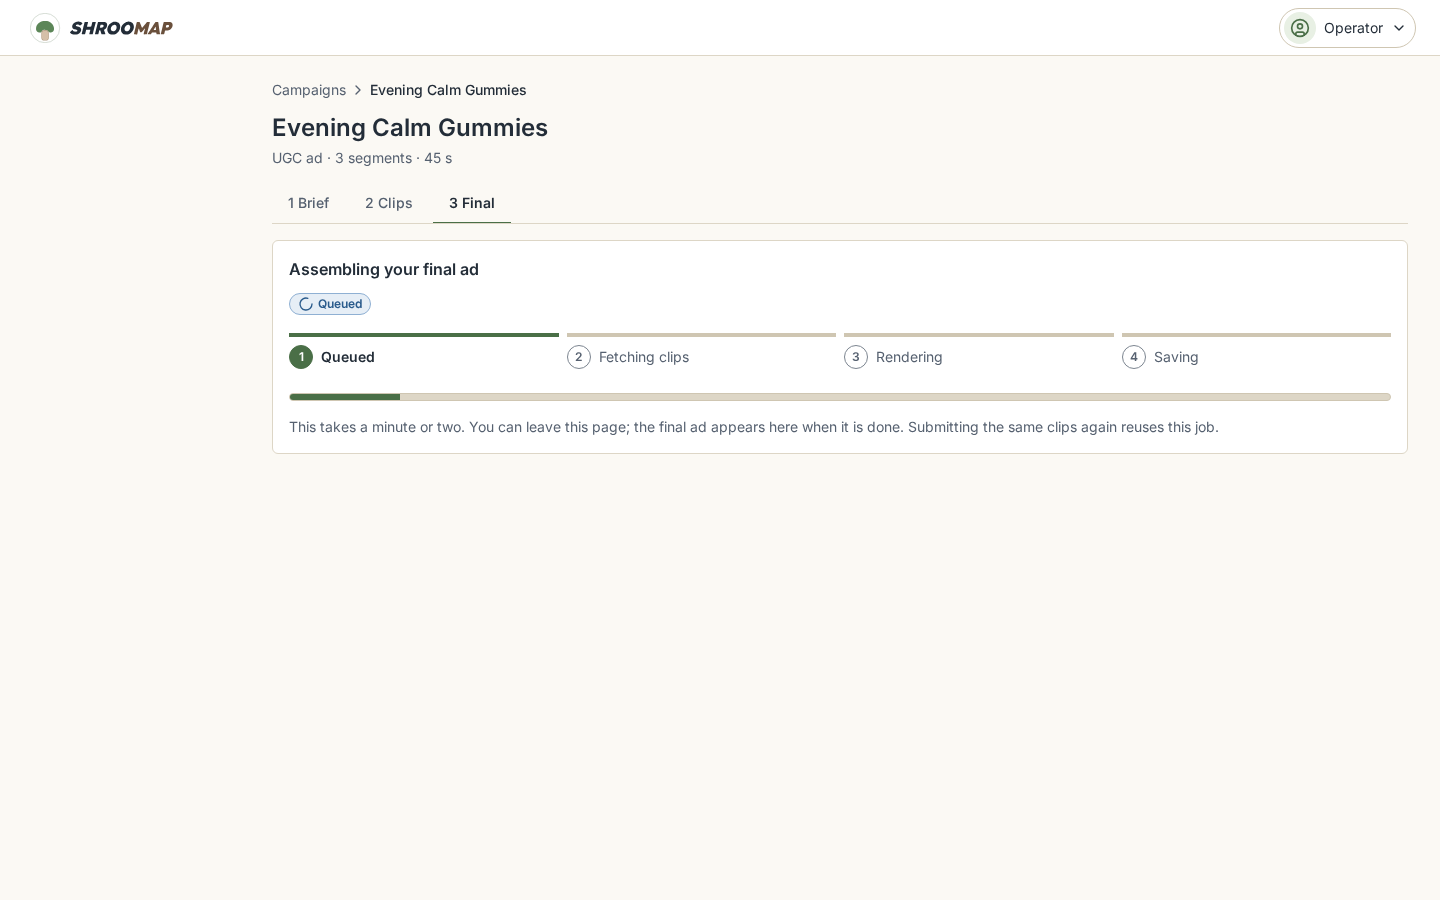 SHROOMAP
Operator
Campaigns > Evening Calm Gummies
Evening Calm Gummies
UGC ad · 3 segments · 45 s
1 Brief 2 Clips 3 Final
Assembling your final ad
Queued
1 Queued 2 Fetching clips 3 Rendering 4 Saving
This takes a minute or two. You can leave this page; the final ad appears here when it is done. Submitting the same clips again reuses this job.